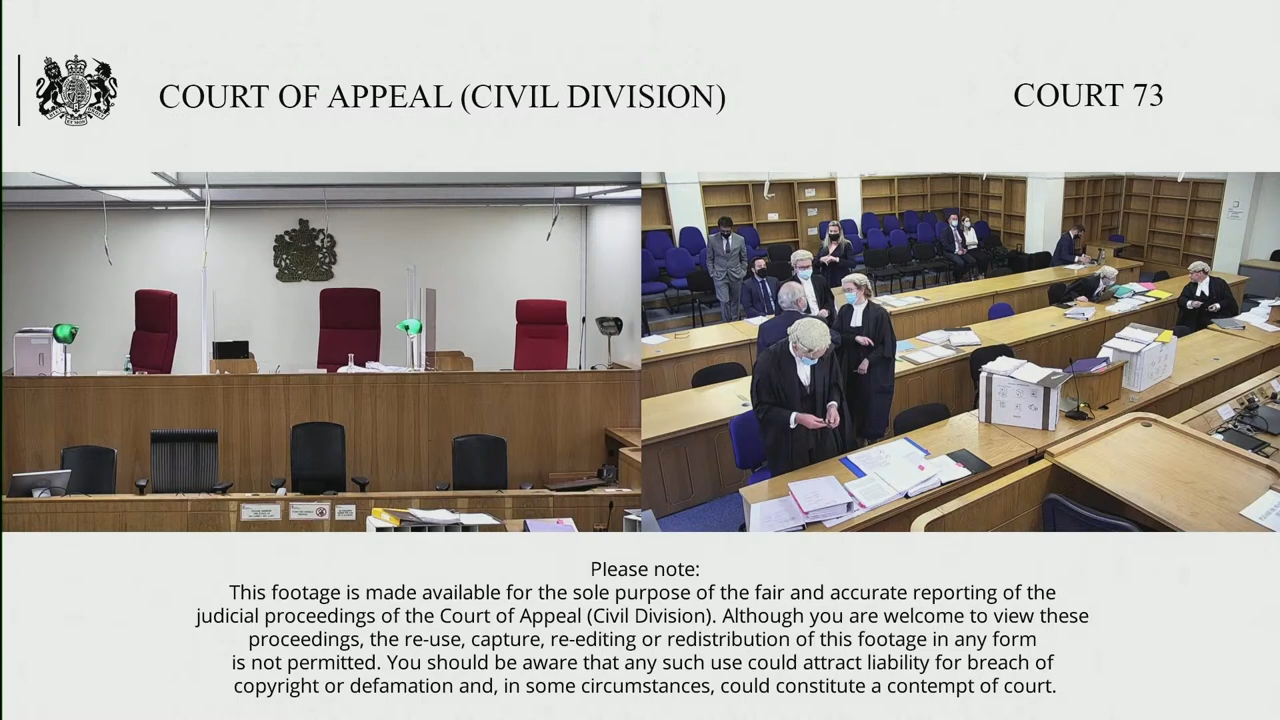 COURT OF APPEAL (CIVIL DIVISION)
COURT 73
Please note:
This footage is made available for the sole purpose of the fair and accurate reporting of the
judicial proceedings of the Court of Appeal (Civil Division). Although you are welcome to view these
proceedings, the re-use, capture, re-editing or redistribution of this footage in any form
is not permitted. You should be aware that any such use could attract liability for breach of
copyright or defamation and, in some circumstances, could constitute a contempt of court.